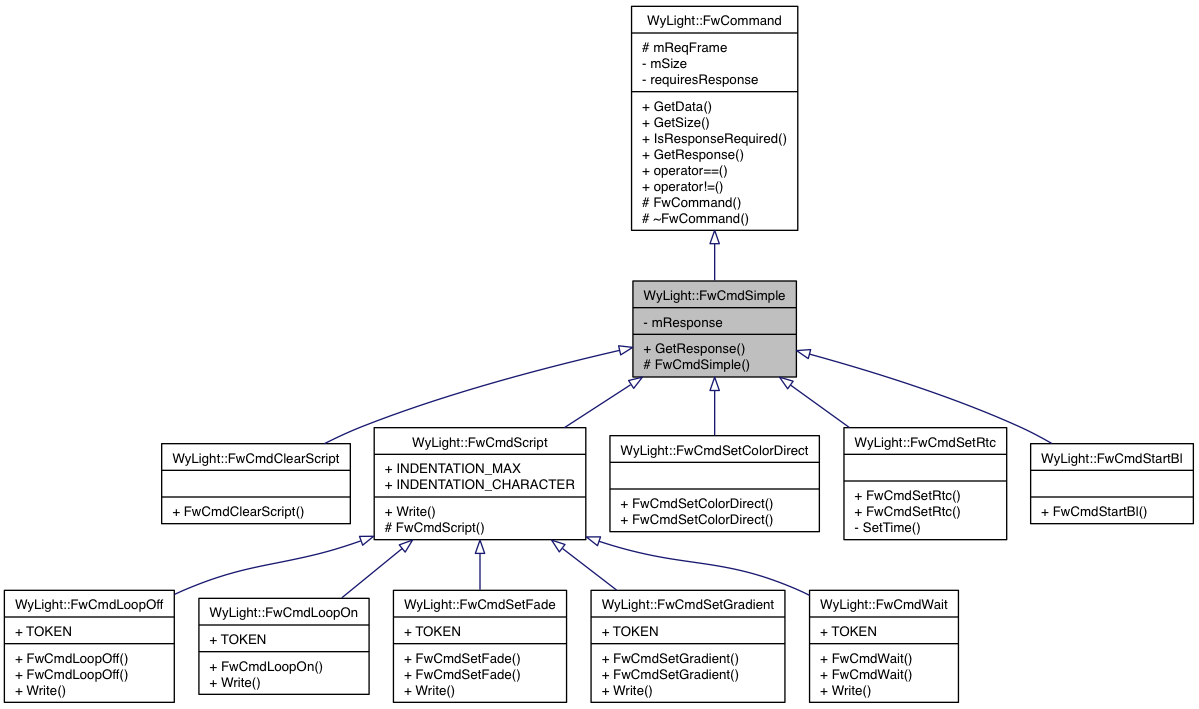 WyLight::FwCommand
# mReqFrame
- mSize
- requiresResponse
+ GetData()
+ GetSize()
+ IsResponseRequired()
+ GetResponse()
+ operator==()
+ operator!=()
# FwCommand()
# ~FwCommand()
WyLight::FwCmdSimple
- mResponse
+ GetResponse()
# FwCmdSimple()
WyLight::FwCmdClearScript
+ FwCmdClearScript()
WyLight::FwCmdScript
+ INDENTATION_MAX
+ INDENTATION_CHARACTER
+ Write()
# FwCmdScript()
WyLight::FwCmdSetColorDirect
+ FwCmdSetColorDirect()
+ FwCmdSetColorDirect()
WyLight::FwCmdSetRtc
+ FwCmdSetRtc()
+ FwCmdSetRtc()
- SetTime()
WyLight::FwCmdStartBl
+ FwCmdStartBl()
WyLight::FwCmdLoopOff
+ TOKEN
+ FwCmdLoopOff()
+ FwCmdLoopOff()
+ Write()
WyLight::FwCmdLoopOn
+ TOKEN
+ FwCmdLoopOn()
+ Write()
WyLight::FwCmdSetFade
+ TOKEN
+ FwCmdSetFade()
+ FwCmdSetFade()
+ Write()
WyLight::FwCmdSetGradient
+ TOKEN
+ FwCmdSetGradient()
+ FwCmdSetGradient()
+ Write()
WyLight::FwCmdWait
+ TOKEN
+ FwCmdWait()
+ FwCmdWait()
+ Write()